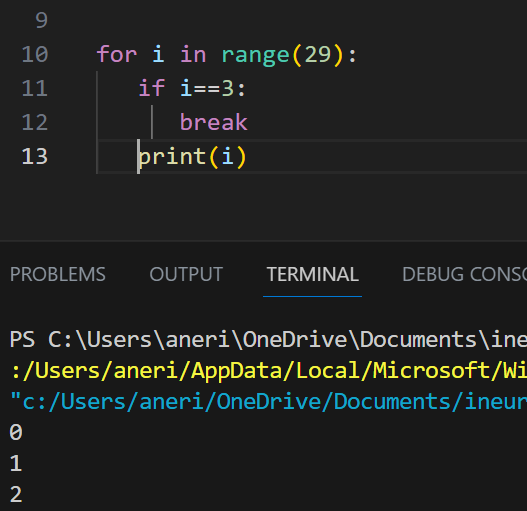 9
10 for i in range(29):
11 if i==3:
12 break
13 print(i)
PROBLEMS OUTPUT TERMINAL DEBUG
PS C:\Users\aneri\OneDrive\Documents\ine
:/Users/aneri/AppData/Local/Microsoft/Wi
"c:/Users/aneri/OneDrive/Documents/ineur
0
1
2